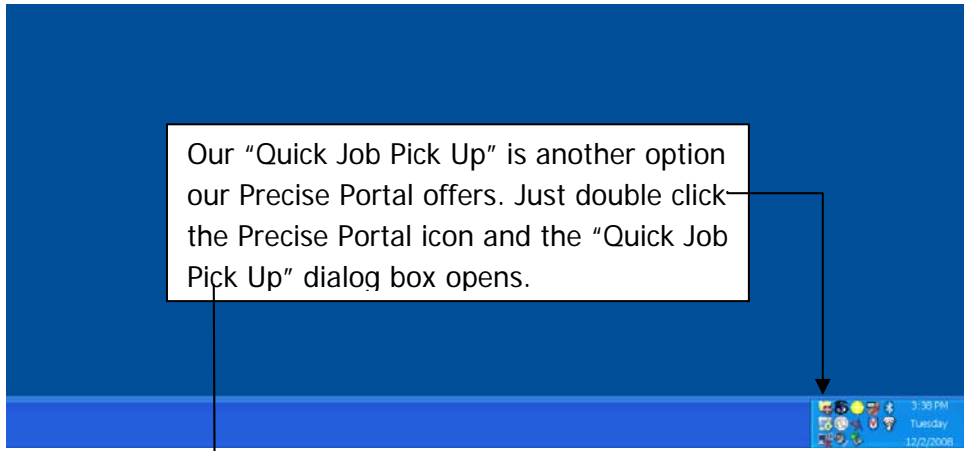 Our “Quick Job Pick Up” is another option
our Precise Portal offers. Just double click
the Precise Portal icon and the “Quick Job
Pick Up” dialog box opens.
3:38 PM
Tuesday
12/2/2008